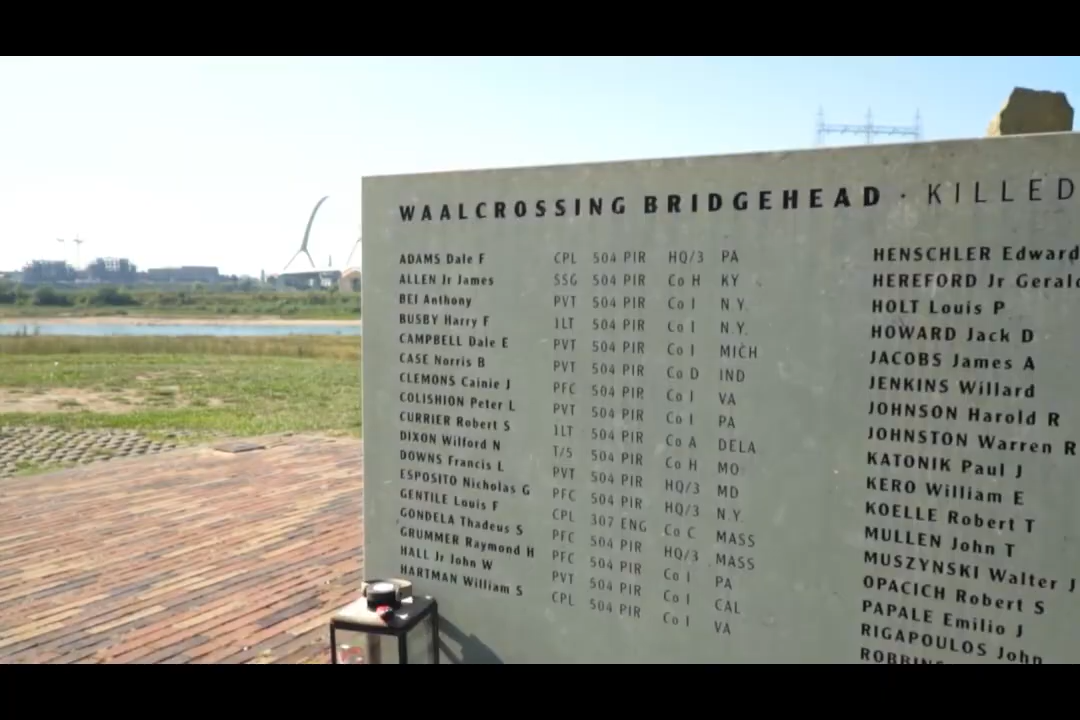 WAALCROSSING BRIDGEHEAD · KILLED
ADAMS Dale F CPL 504 PIR HQ/3 PA
ALLEN Jr James SSG 504 PIR Co H KY
BEI Anthony PVT 504 PIR Co I N.Y.
BUSBY Harry F 1LT 504 PIR Co I N.Y.
CAMPBELL Dale E PVT 504 PIR Co I MICH
CASE Norris B PVT 504 PIR Co D IND
CLEMONS Cainie J PFC 504 PIR Co I VA
COLISHION Peter L PVT 504 PIR Co I PA
CURRIER Robert S 1LT 504 PIR Co A DELA
DIXON Wilford N T/5 504 PIR Co H MO
DOWNS Francis L PVT 504 PIR HQ/3 MD
ESPOSITO Nicholas G PFC 504 PIR HQ/3 N.Y.
GENTILE Louis F CPL 307 ENG Co C MASS
GONDELA Thadeus S PFC 504 PIR HQ/3 MASS
GRUMMER Raymond H PFC 504 PIR Co I PA
HALL Jr John W PVT 504 PIR Co I CAL
HARTMAN William S CPL 504 PIR Co I VA
HENSCHLER Edward
HEREFORD Jr Gerald
HOLT Louis P
HOWARD Jack D
JACOBS James A
JENKINS Willard
JOHNSON Harold R
JOHNSTON Warren R
KATONIK Paul J
KERO William E
KOELLE Robert T
MULLEN John T
MUSZYNSKI Walter J
OPACICH Robert S
PAPALE Emilio J
RIGAPOULOS John